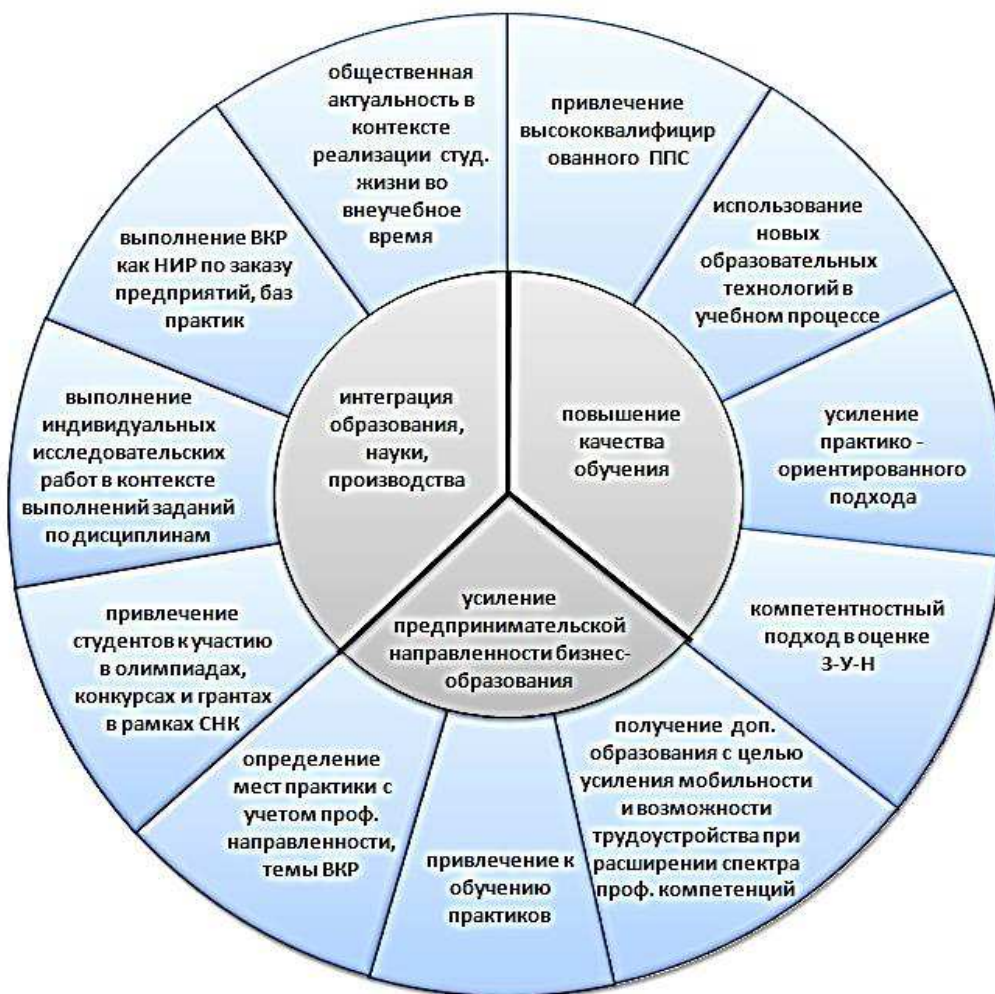 общественная
актуальность в
контексте
реализации студ.
жизни во
внеучебное
время
привлечение
высококвалифицир
ованного ППС
использование
новых
образовательных
технологий в
учебном процессе
усиление
практико -
ориентированного
подхода
компетентностный
подход в оценке
З-У-Н
получение доп.
образования с целью
усиления мобильности
и возможности
трудоустройства при
расширении спектра
проф. компетенций
привлечение к
обучению
практиков
определение
мест практики с
учетом проф.
направленности,
темы ВКР
привлечение
студентов к участию
в олимпиадах,
конкурсах и грантах
в рамках СНК
выполнение
индивидуальных
исследовательских
работ в контексте
выполнений заданий
по дисциплинам
выполнение ВКР
как НИР по заказу
предприятий, баз
практик
интеграция
образования,
науки,
производства
повышение
качества
обучения
усиление
предпринимательской
направленности бизнес-
образования